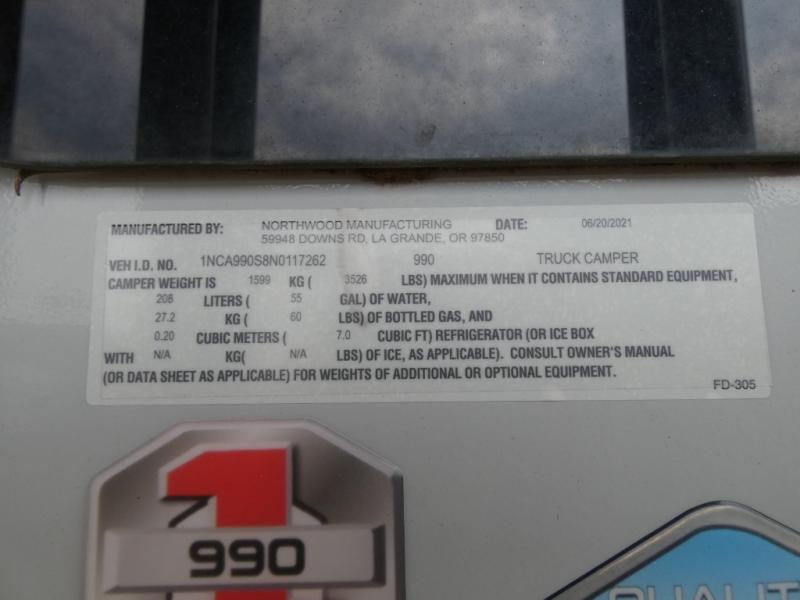 MANUFACTURED BY: NORTHWOOD MANUFACTURING DATE: 06/20/2021
59948 DOWNS RD, LA GRANDE, OR 97850
VEH I.D. NO. 1NCA990S8N0117262 990 TRUCK CAMPER
CAMPER WEIGHT IS 1599 KG ( 3526 LBS) MAXIMUM WHEN IT CONTAINS STANDARD EQUIPMENT,
208 LITERS ( 55 GAL) OF WATER,
27.2 KG ( 60 LBS) OF BOTTLED GAS, AND
0.20 CUBIC METERS ( 7.0 CUBIC FT) REFRIGERATOR (OR ICE BOX
WITH N/A KG( N/A LBS) OF ICE, AS APPLICABLE). CONSULT OWNER'S MANUAL
(OR DATA SHEET AS APPLICABLE) FOR WEIGHTS OF ADDITIONAL OR OPTIONAL EQUIPMENT.
FD-305
1
990
QUALIT